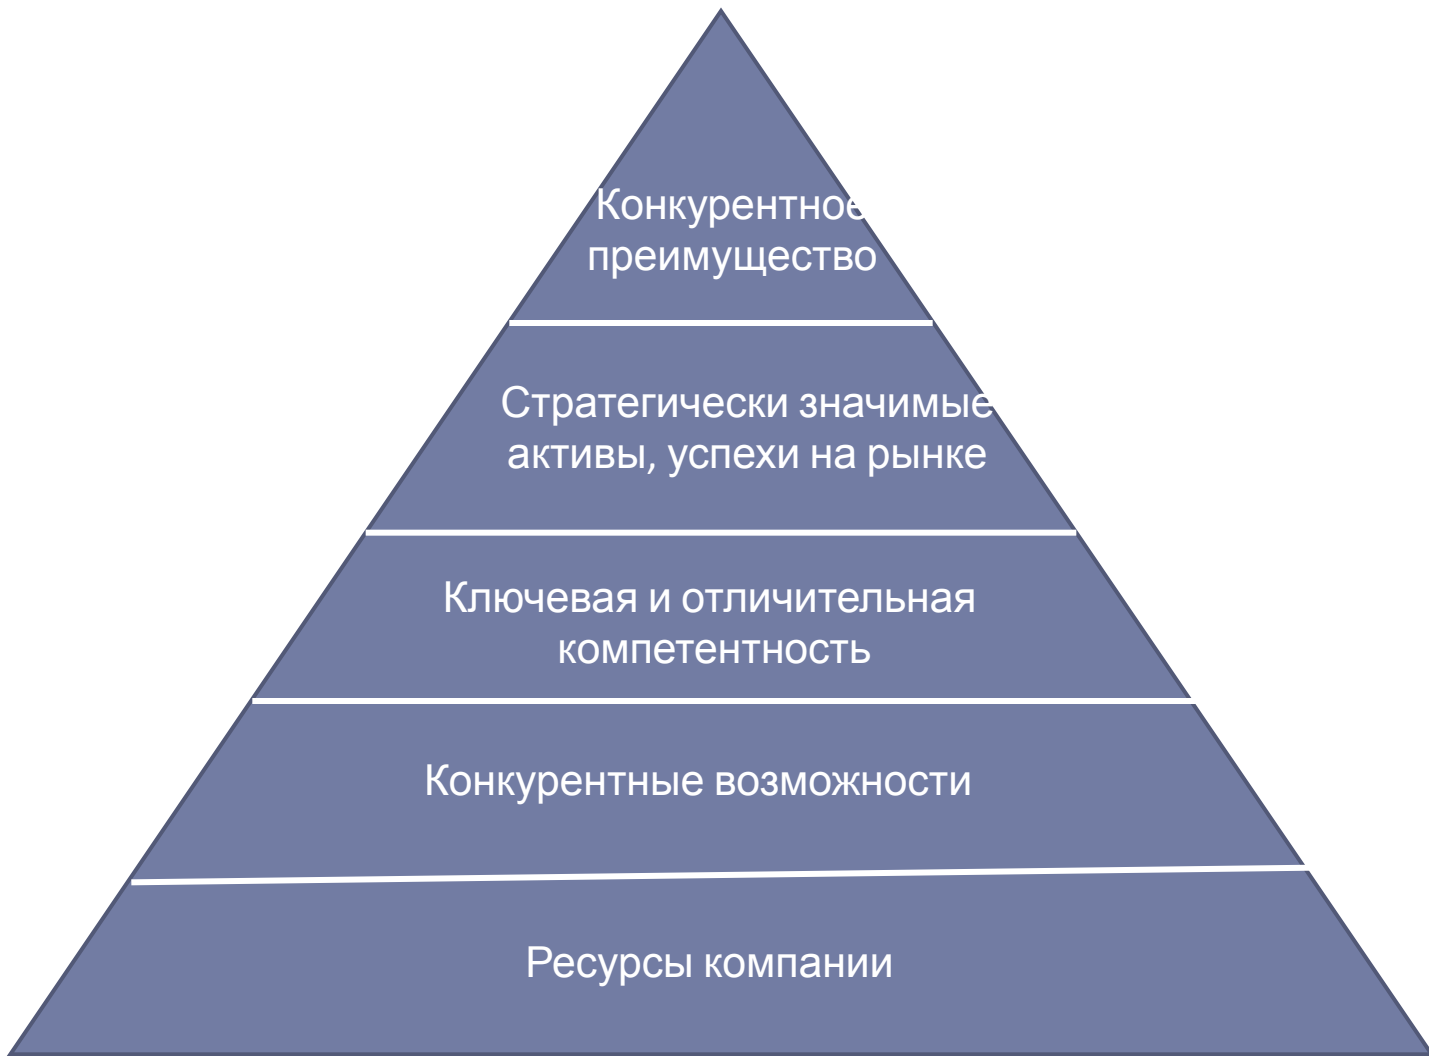 Конкурентное
преимущество
Стратегически значимые
активы, успехи на рынке
Ключевая и отличительная
компетентность
Конкурентные возможности
Ресурсы компании